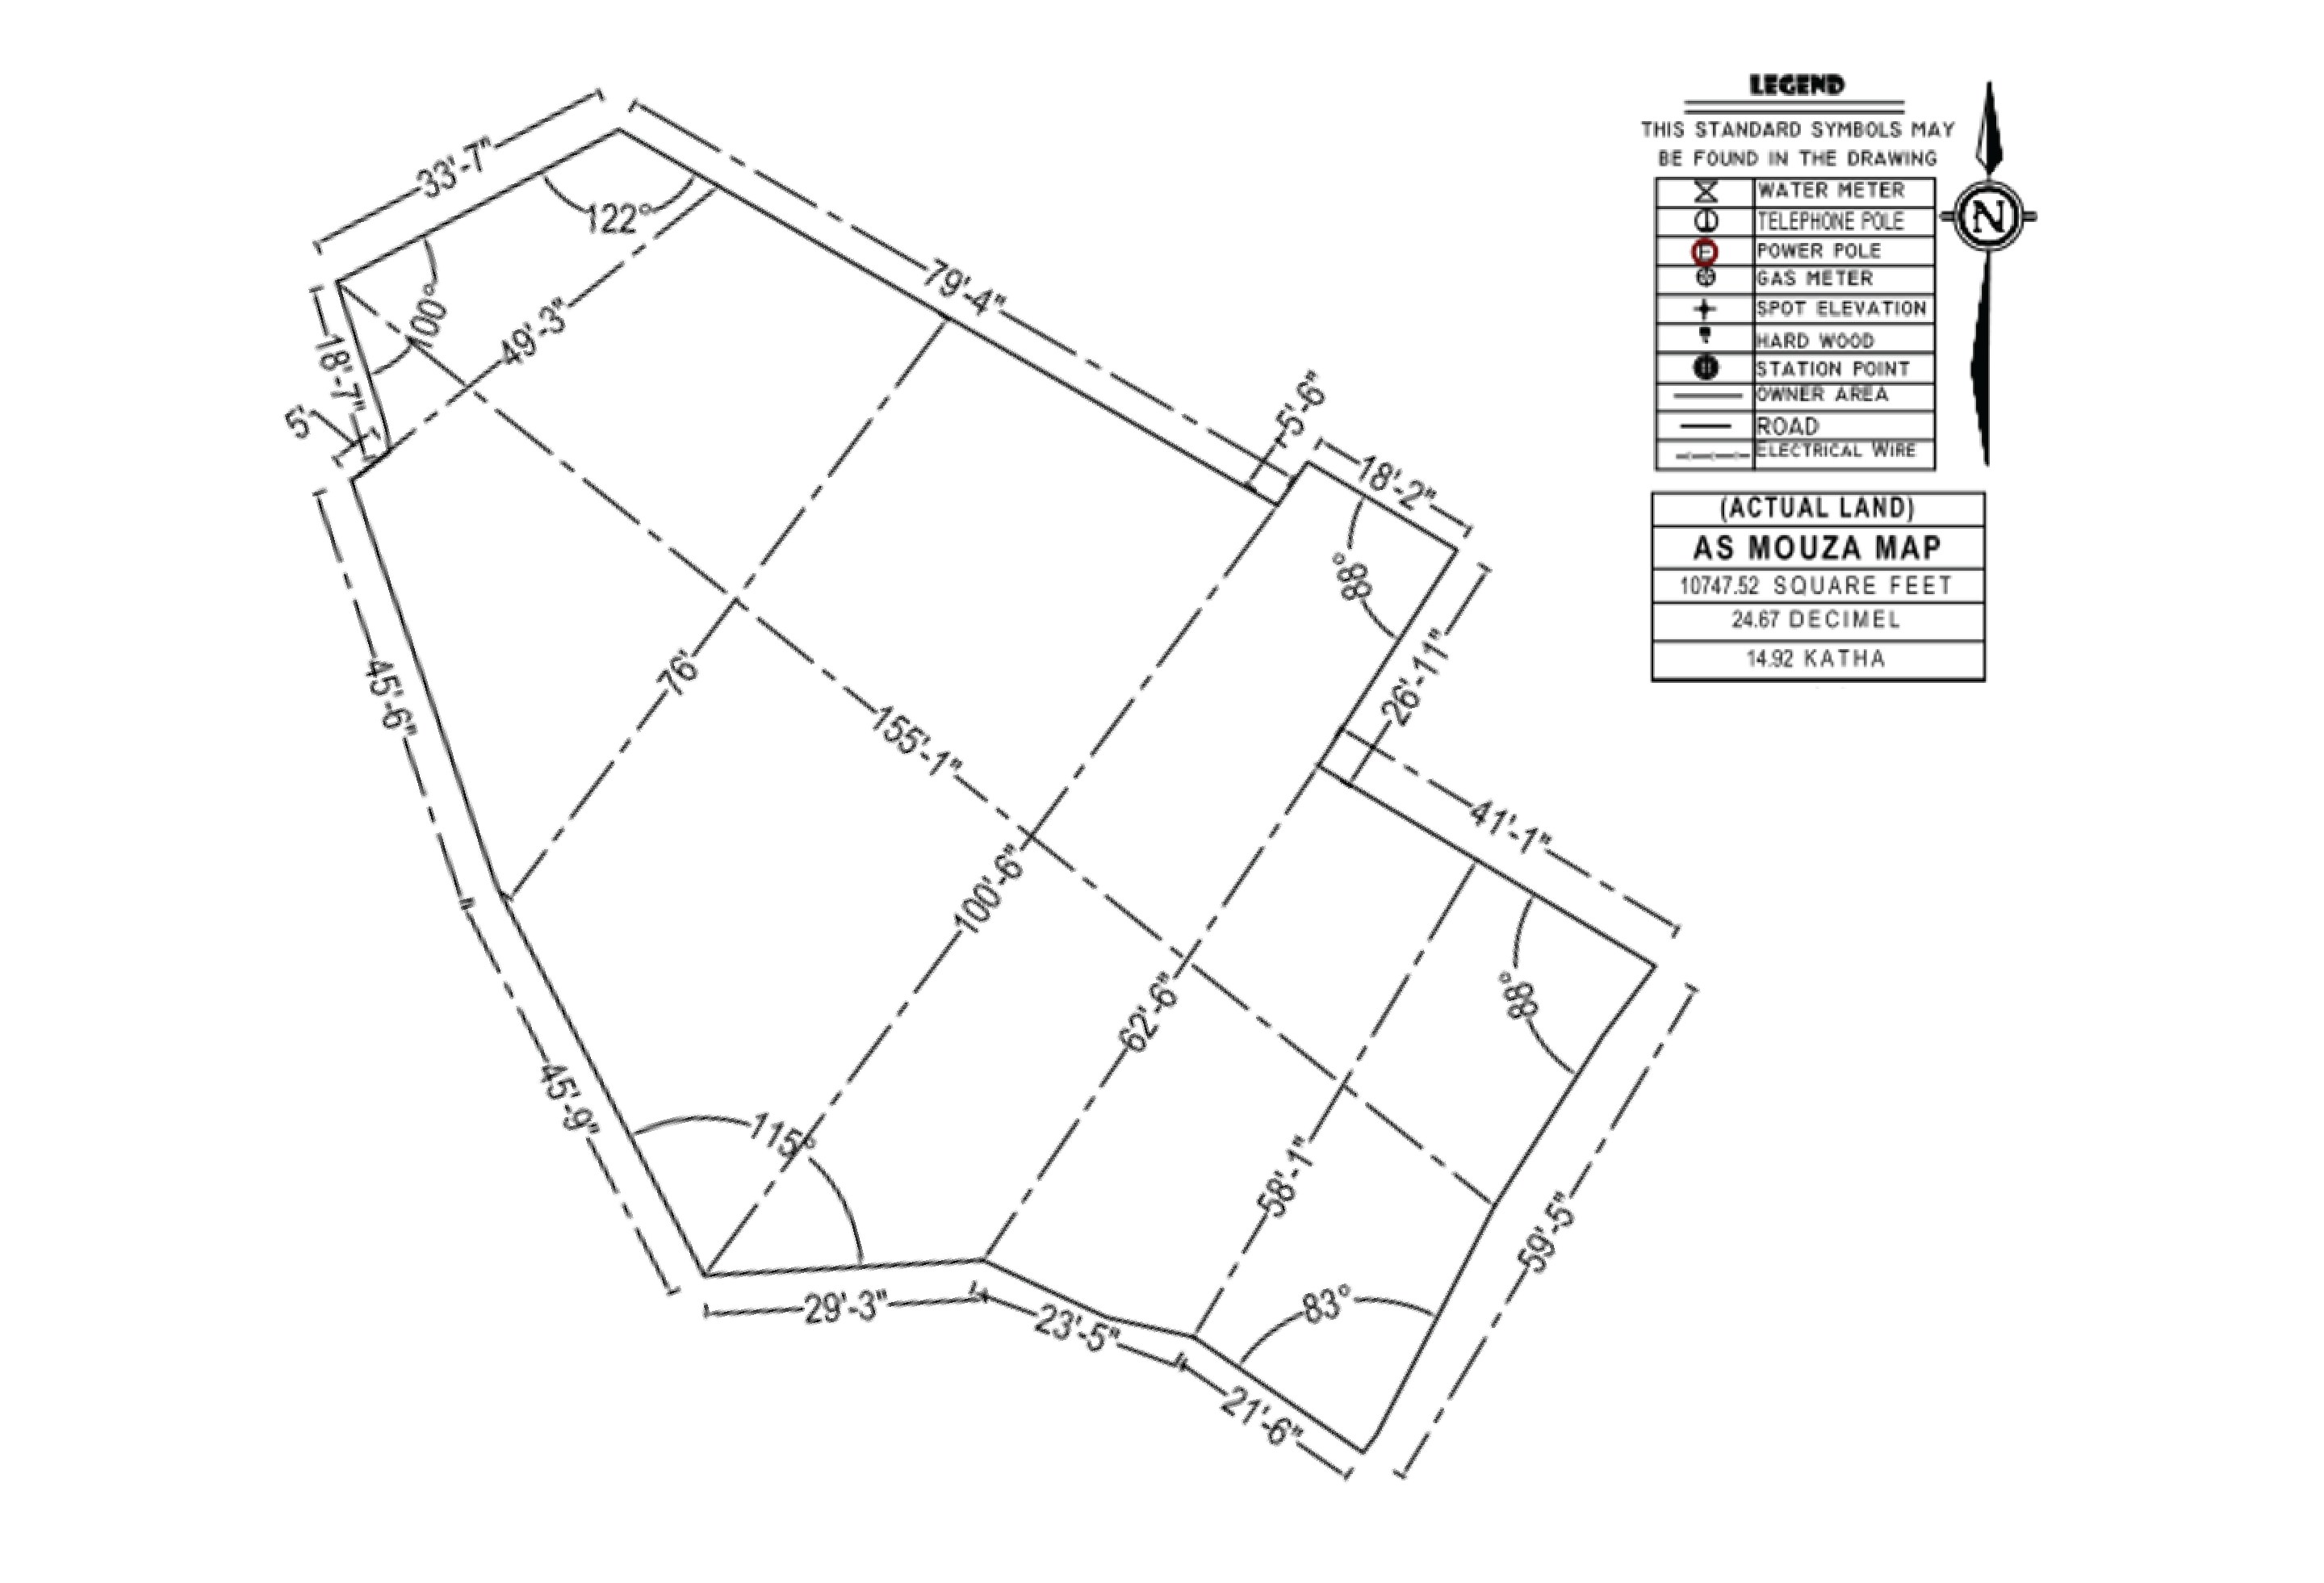 33'-7"
122°
79'-4"
100°
49'-3"
18'-7"
5'
5'-6"
18'-2"
88°
26'-11"
45'-6"
76'
155'-1"
41'-1"
100'-6"
62'-6"
88°
45'-9"
115°
58'-1"
59'-5"
29'-3"
23'-5"
83°
21'-6"
LEGEND
THIS STANDARD SYMBOLS MAY
BE FOUND IN THE DRAWING
WATER METER
TELEPHONE POLE
E POWER POLE
GAS METER
SPOT ELEVATION
HARD WOOD
STATION POINT
OWNER AREA
ROAD
ELECTRICAL WIRE
N
(ACTUAL LAND)
AS MOUZA MAP
10747.52 SQUARE FEET
24.67 DECIMEL
14.92 KATHA